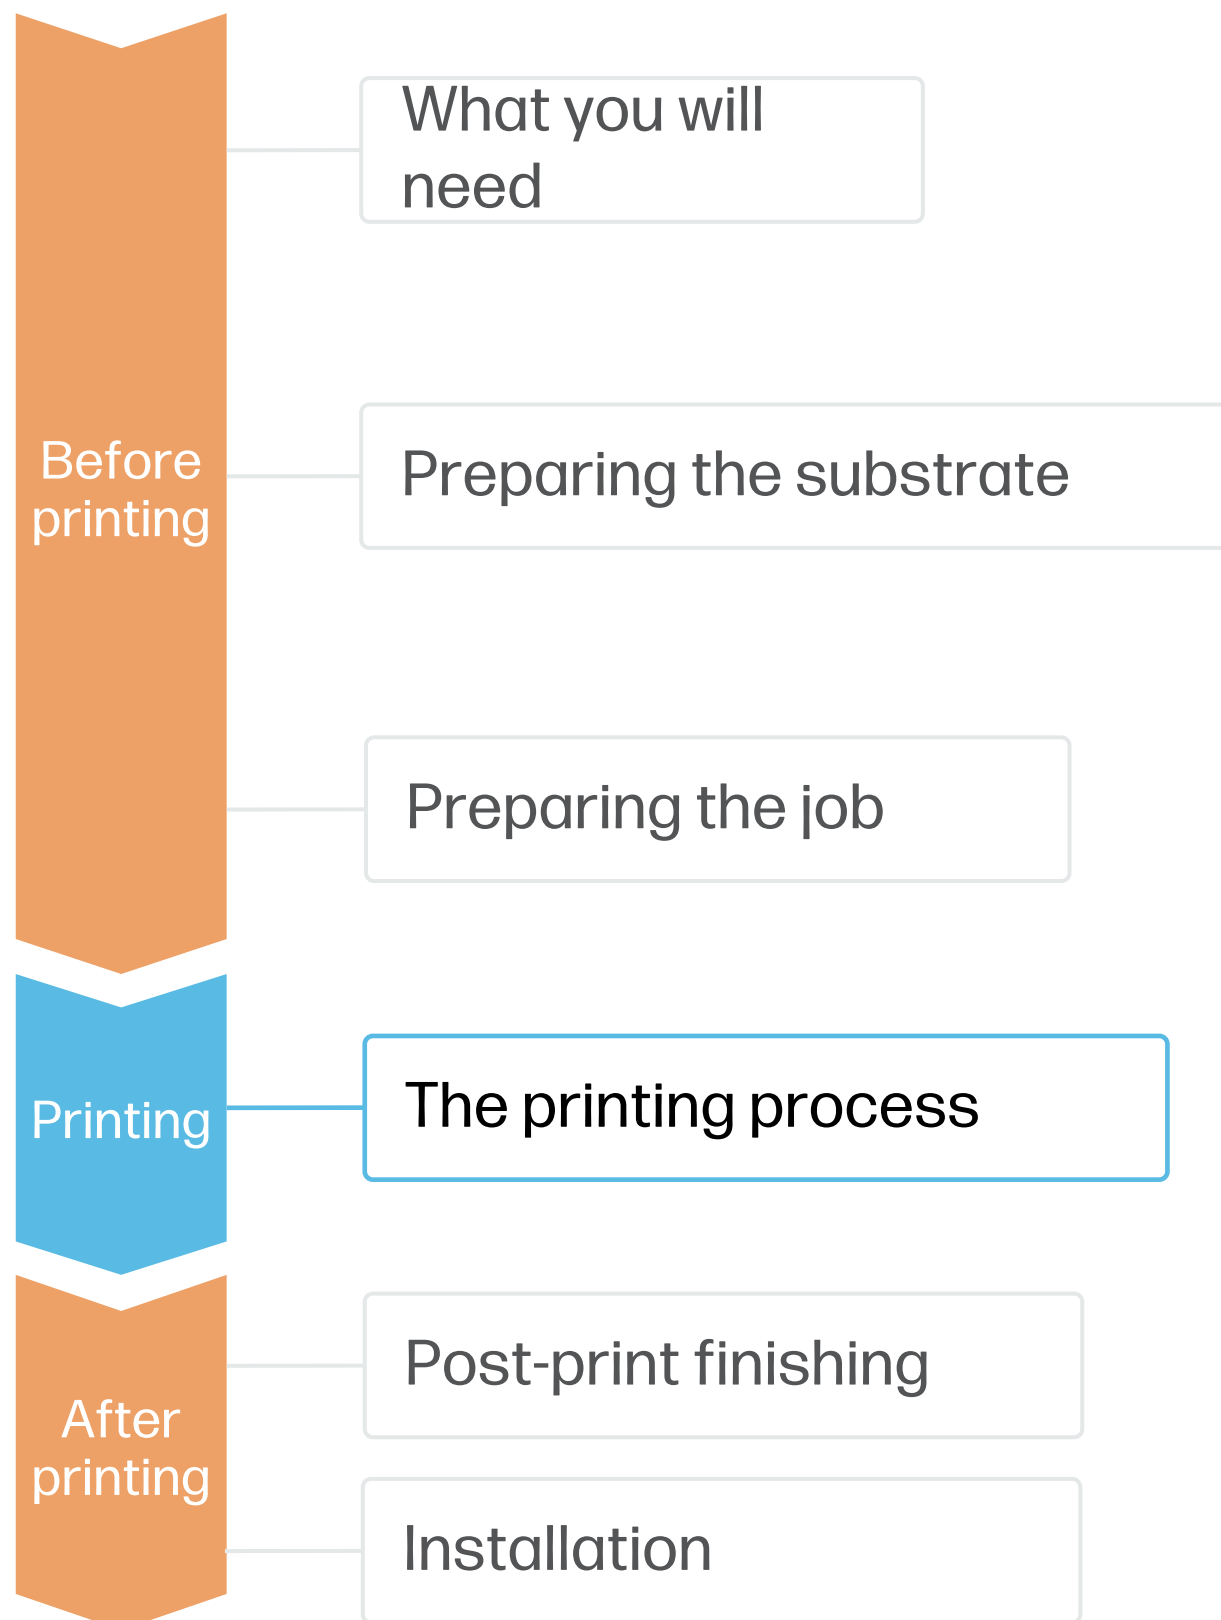 What you will
need
Before
printing
Preparing the substrate
Preparing the job
Printing
The printing process
After
printing
Post-print finishing
Installation